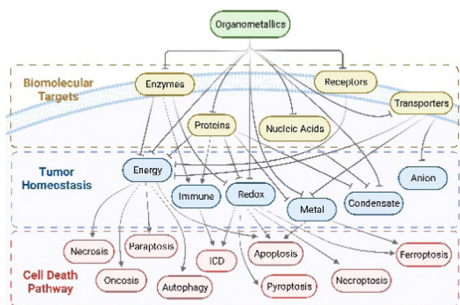 Organometallics
Biomolecular
Targets
Enzymes
Receptors
Transporters
Proteins
Nucleic Acids
Tumor
Homeostasis
Energy
Immune
Redox
Metal
Condensate
Anion
Cell Death
Pathway
Necrosis
Oncosis
Paraptosis
Autophagy
ICD
Apoptosis
Pyroptosis
Necroptosis
Ferroptosis